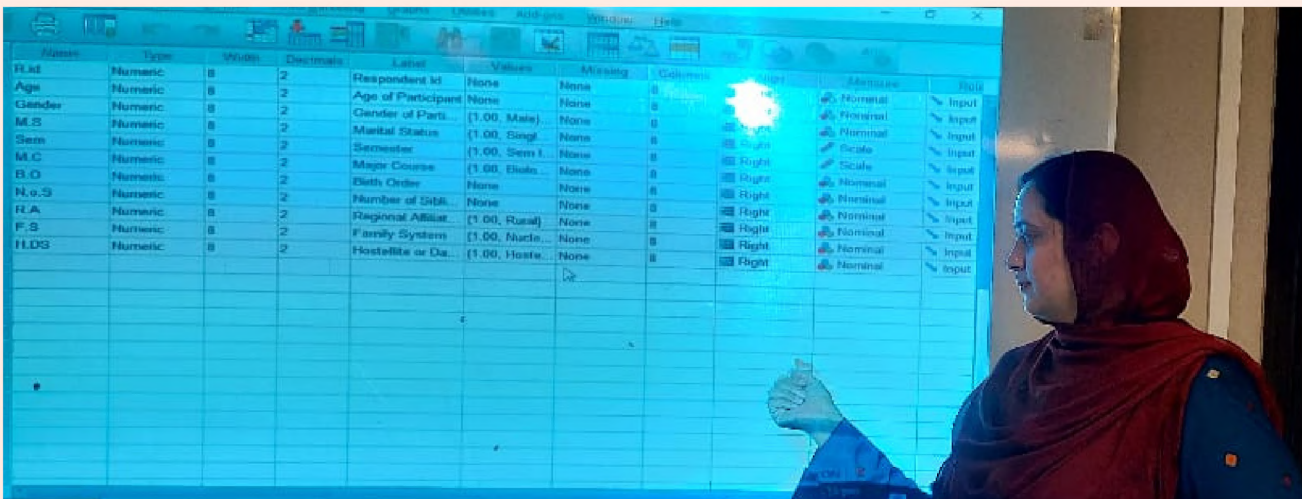 Graphs Utilities Add-ons Window Help
Name Type Width Decimals Label Values Missing Columns Align Measure
R.id Numeric 8 2 Respondent Id None None 8 Nominal Input
Age Numeric 8 2 Age of Participant None None 8 Nominal Input
Gender Numeric 8 2 Gender of Parti... {1.00, Male}... None 8 Right Nominal Input
M.S Numeric 8 2 Marital Status {1.00, Singl... None 8 Right Scale Input
Sem Numeric 8 2 Semester {1.00, Sem I... None 8 Right Scale Input
M.C Numeric 8 2 Major Course {1.00, Biolo... None 8 Right Nominal Input
B.O Numeric 8 2 Birth Order None None 8 Right Nominal Input
N.o.S Numeric 8 2 Number of Sibli... None None 8 Right Nominal Input
R.A Numeric 8 2 Regional Affiliat... {1.00, Rural}... None 8 Right Nominal Input
F.S Numeric 8 2 Family System {1.00, Nucle... None 8 Right Nominal Input
H.DS Numeric 8 2 Hostellite or Da... {1.00, Hoste... None 8 Right Nominal Input